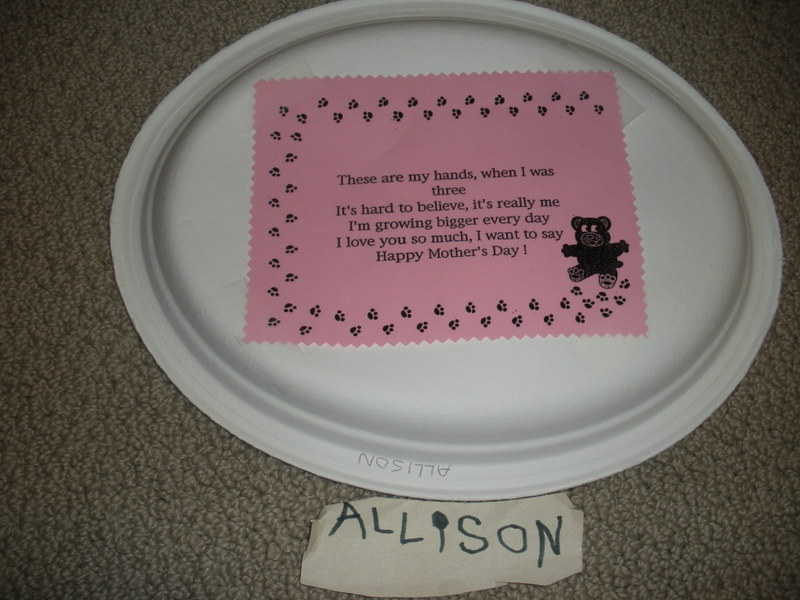 These are my hands, when I was
three
It's hard to believe, it's really me
I'm growing bigger every day
I love you so much, I want to say
Happy Mother's Day !
ALLISON
ALLISON